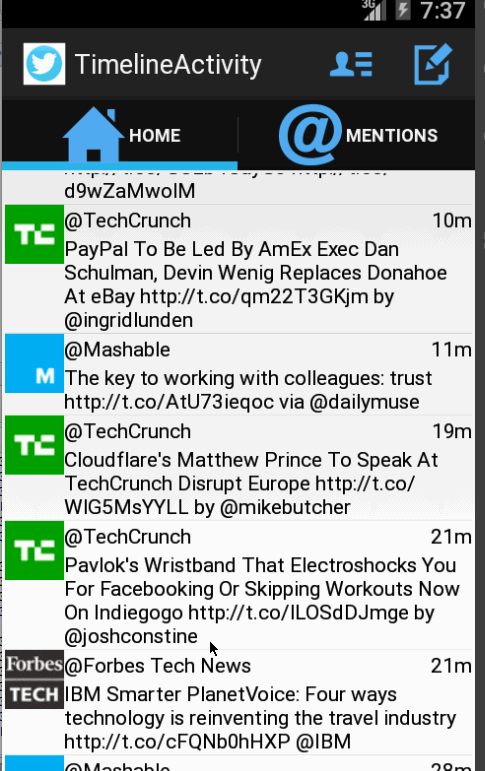 3G
7:37
TimelineActivity
HOME
@ MENTIONS
d9wZaMwoIM
TC
@TechCrunch 10m
PayPal To Be Led By AmEx Exec Dan
Schulman, Devin Wenig Replaces Donahoe
At eBay http://t.co/qm22T3GKjm by
@ingridlunden
M
@Mashable 11m
The key to working with colleagues: trust
http://t.co/AtU73ieqoc via @dailymuse
TC
@TechCrunch 19m
Cloudflare's Matthew Prince To Speak At
TechCrunch Disrupt Europe http://t.co/
WIG5MsYYLL by @mikebutcher
TC
@TechCrunch 21m
Pavlok's Wristband That Electroshocks You
For Facebooking Or Skipping Workouts Now
On Indiegogo http://t.co/ILOSdDJmge by
@joshconstine
Forbes
TECH
@Forbes Tech News 21m
IBM Smarter PlanetVoice: Four ways
technology is reinventing the travel industry
http://t.co/cFQNb0hHXP @IBM
@Mashable 28m